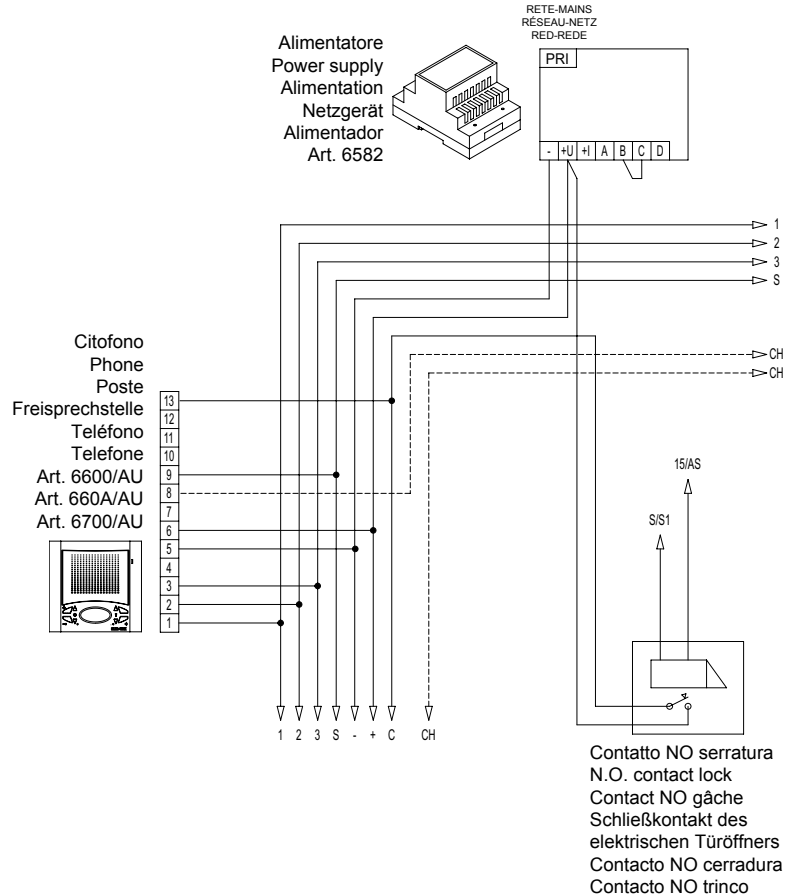 RETE-MAINS
RÉSEAU-NETZ
RED-REDE
Alimentatore
Power supply
Alimentation
Netzgerät
Alimentador
Art. 6582
PRI
- +U +I A B C D
1
2
3
S
CH
CH
Citofono
Phone
Poste
Freisprechstelle
Teléfono
Telefone
Art. 6600/AU
Art. 660A/AU
Art. 6700/AU
13
12
11
10
9
8
7
6
5
4
3
2
1
15/AS
S/S1
1 2 3 S - + C CH
Contatto NO serratura
N.O. contact lock
Contact NO gâche
Schließkontakt des
elektrischen Türöffners
Contacto NO cerradura
Contacto NO trinco